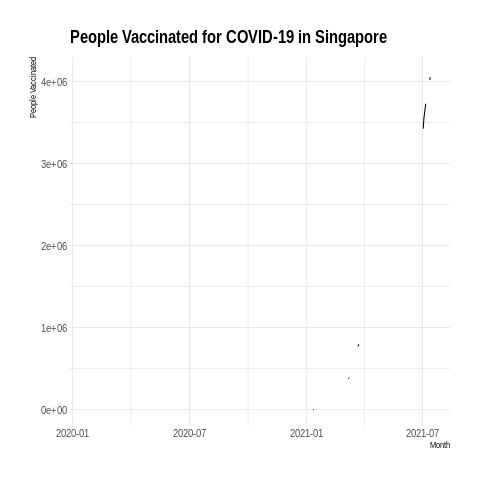 People Vaccinated for COVID-19 in Singapore
People Vaccinated
4e+06
3e+06
2e+06
1e+06
0e+00
2020-01
2020-07
2021-01
2021-07
Month